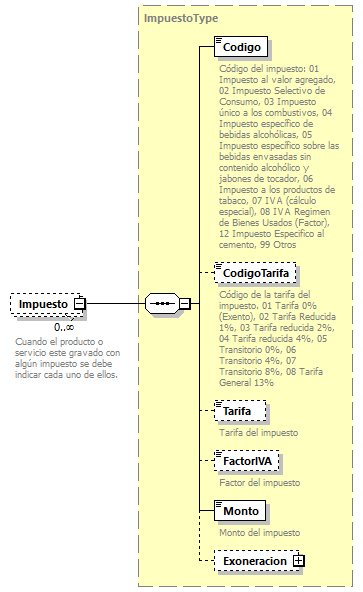 ImpuestoType
Codigo
Código del impuesto: 01
Impuesto al valor agregado,
02 Impuesto Selectivo de
Consumo, 03 Impuesto
único a los combustivos, 04
Impuesto específico de
bebidas alcohólicas, 05
Impuesto específico sobre las
bebidas envasadas sin
contenido alcohólico y
jabones de tocador, 06
Impuesto a los productos de
tabaco, 07 IVA (cálculo
especial), 08 IVA Regimen
de Bienes Usados (Factor),
12 Impuesto Especifico al
cemento, 99 Otros
CodigoTarifa
Código de la tarifa del
impuesto. 01 Tarifa 0%
(Exento), 02 Tarifa Reducida
1%, 03 Tarifa reducida 2%,
04 Tarifa reducida 4%, 05
Transitorio 0%, 06
Transitorio 4%, 07
Transitorio 8%, 08 Tarifa
General 13%
Impuesto
0..∞
Cuando el producto o
servicio este gravado con
algún impuesto se debe
indicar cada uno de ellos.
Tarifa
Tarifa del impuesto
FactorIVA
Factor del impuesto
Monto
Monto del impuesto
Exoneracion